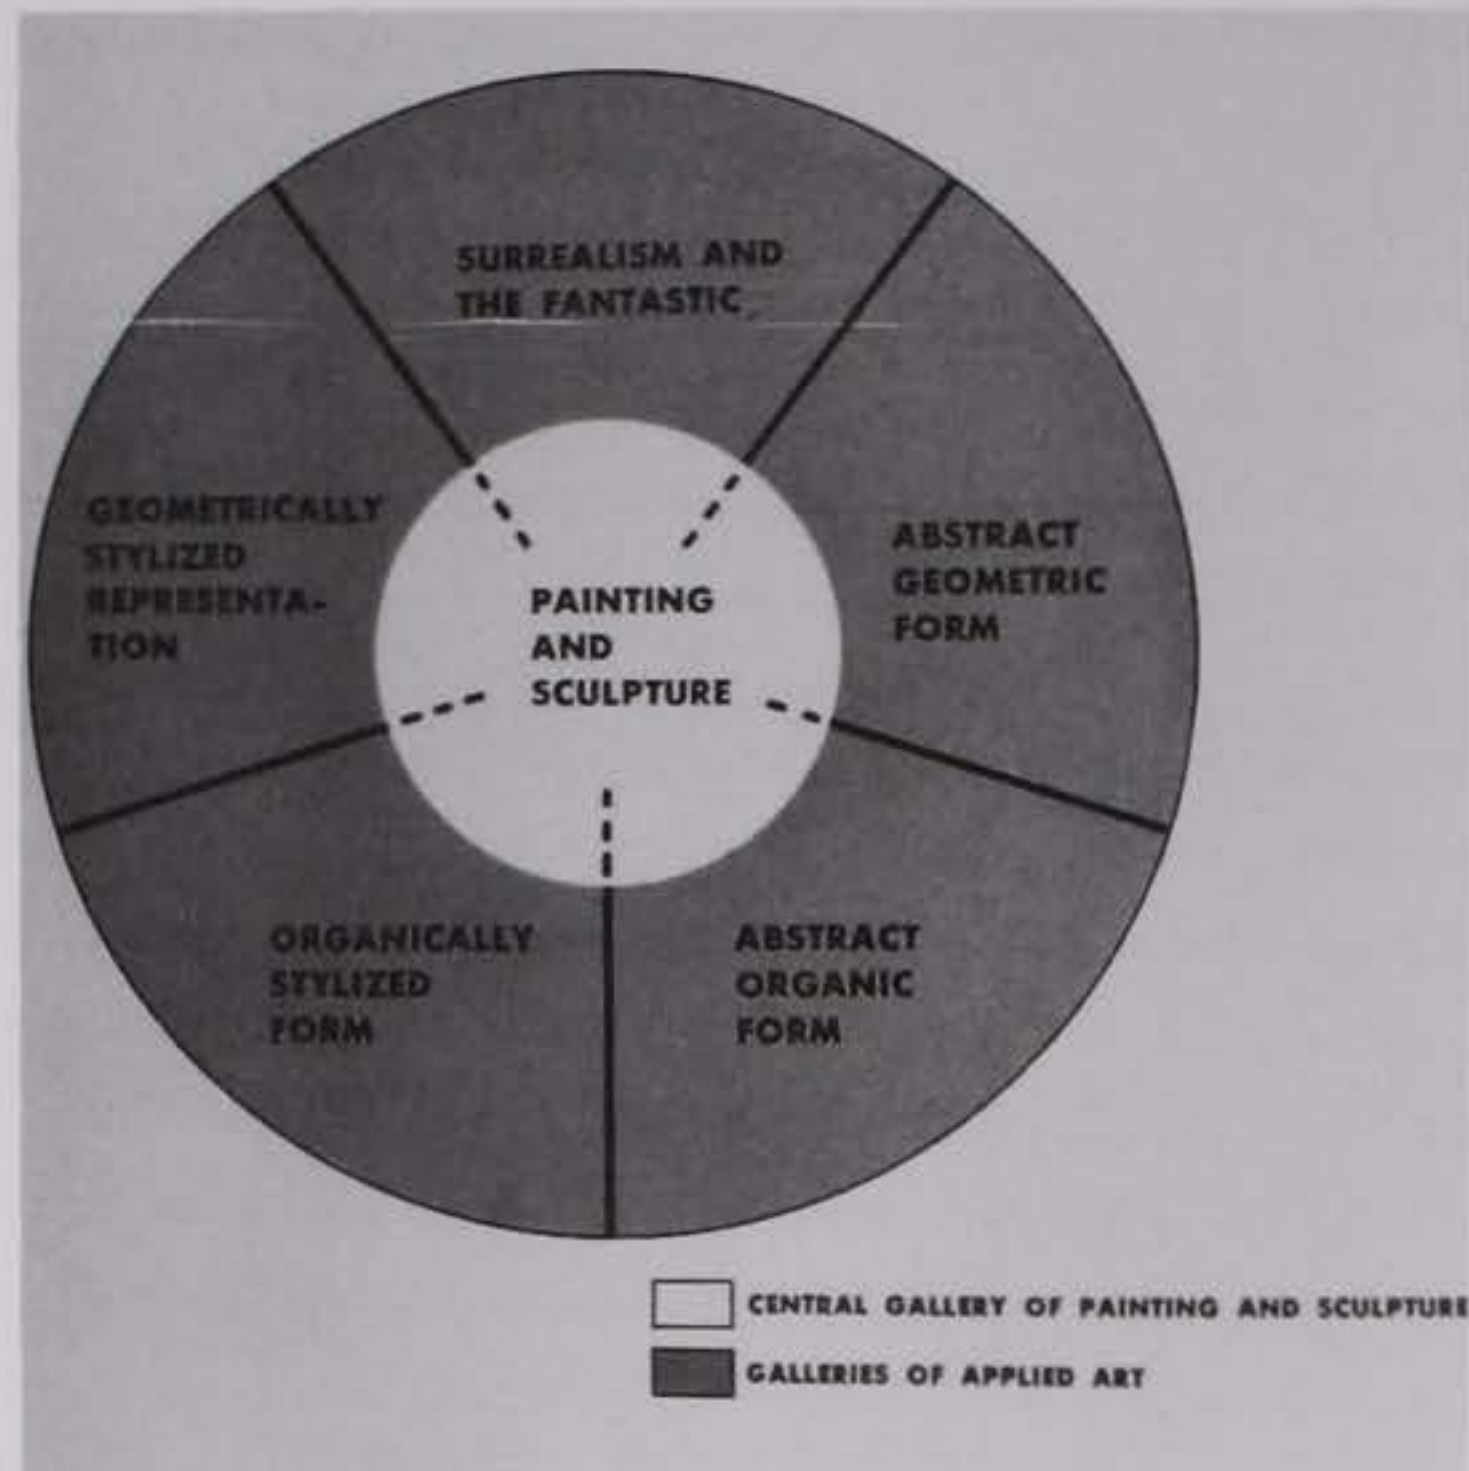 SURREALISM AND
THE FANTASTIC
GEOMETRICALLY
STYLIZED
REPRESENTA-
TION
ABSTRACT
GEOMETRIC
FORM
PAINTING
AND
SCULPTURE
ORGANICALLY
STYLIZED
FORM
ABSTRACT
ORGANIC
FORM
CENTRAL GALLERY OF PAINTING AND SCULPTURE
GALLERIES OF APPLIED ART